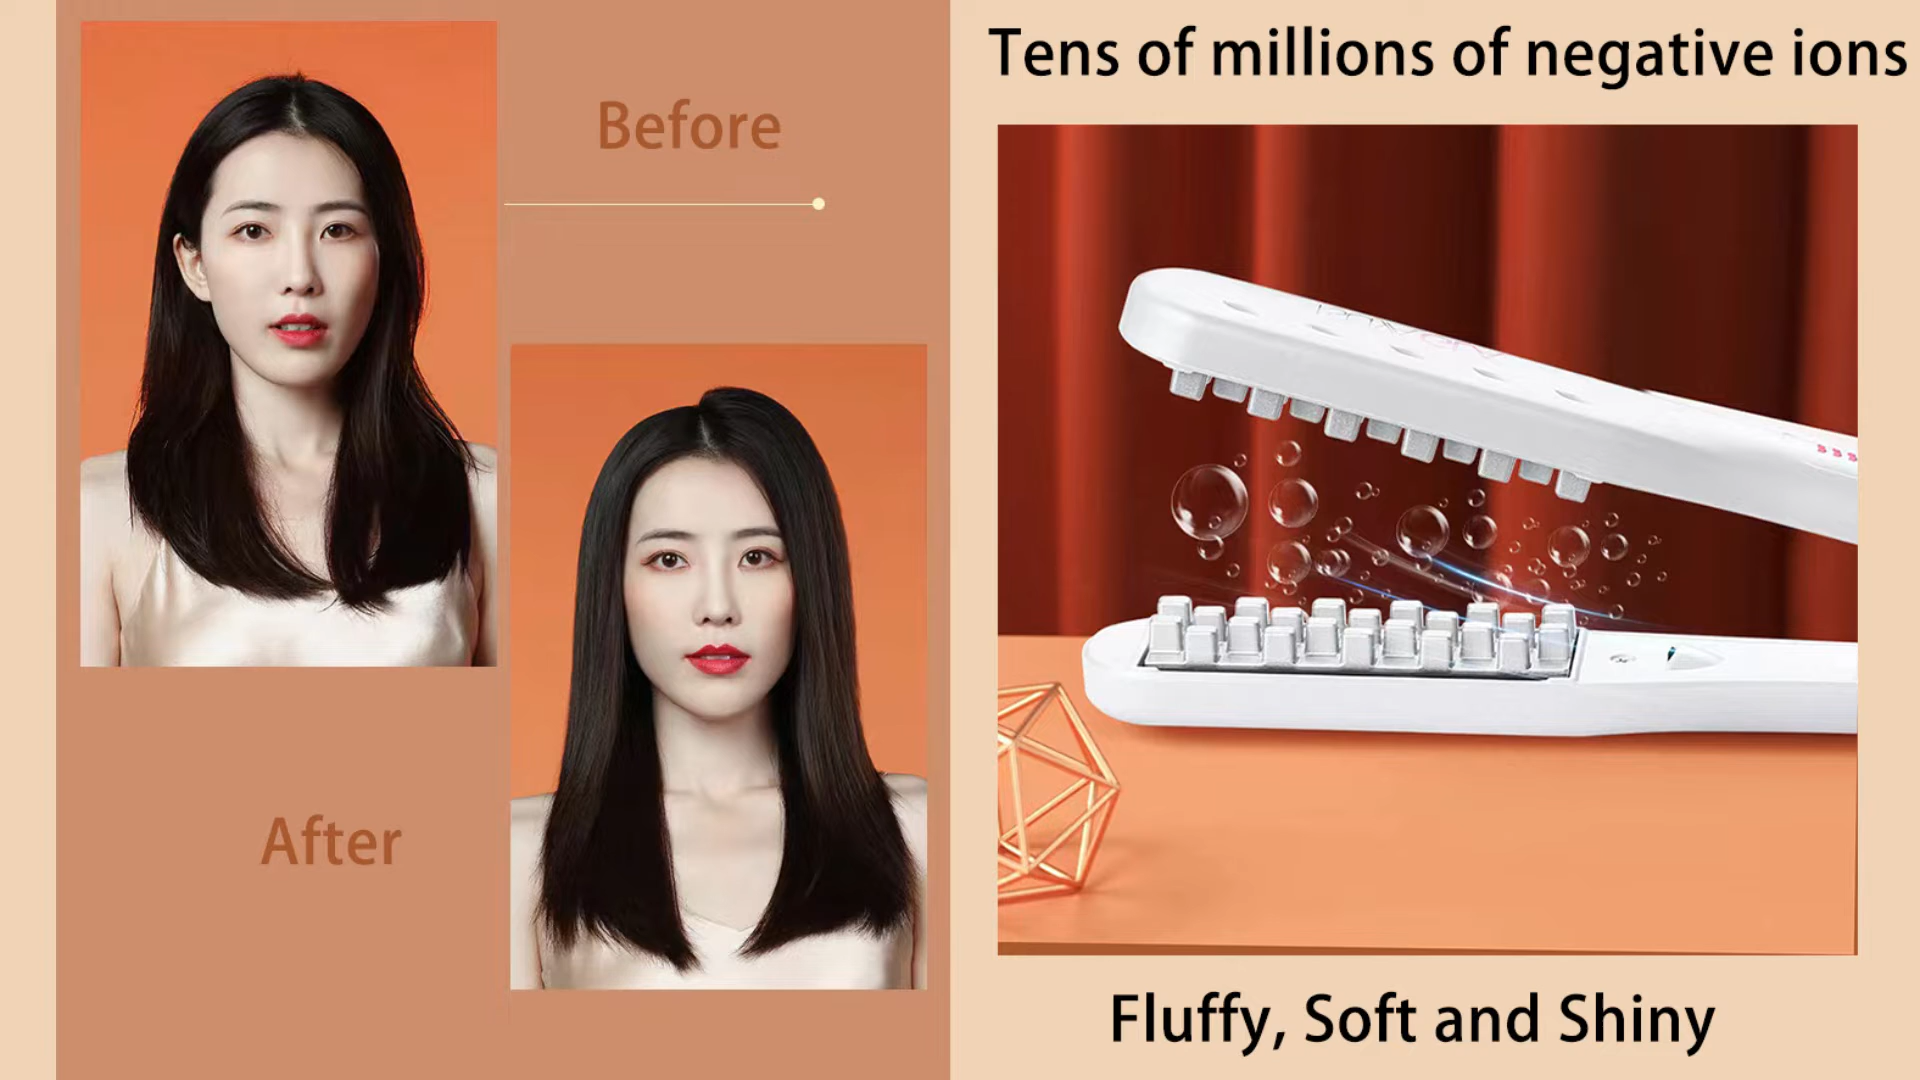 Before
After
Tens of millions of negative ions
Fluffy, Soft and Shiny